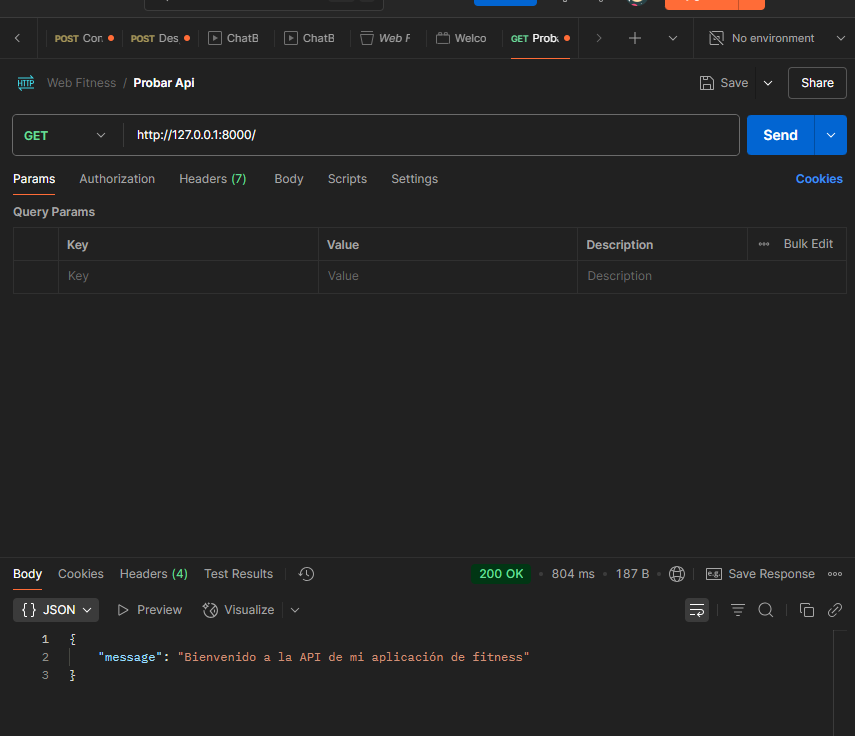 POST Cor POST Des ChatB ChatB Web F Welco GET Prob No environment
HTTP Web Fitness / Probar Api Save Share
GET http://127.0.0.1:8000/ Send
Params Authorization Headers (7) Body Scripts Settings Cookies
Query Params
Key Value Description Bulk Edit
Key Value Description
Body Cookies Headers (4) Test Results 200 OK 804 ms 187 B e.g. Save Response
{} JSON Preview Visualize
1 {
2 "message": "Bienvenido a la API de mi aplicación de fitness"
3 }